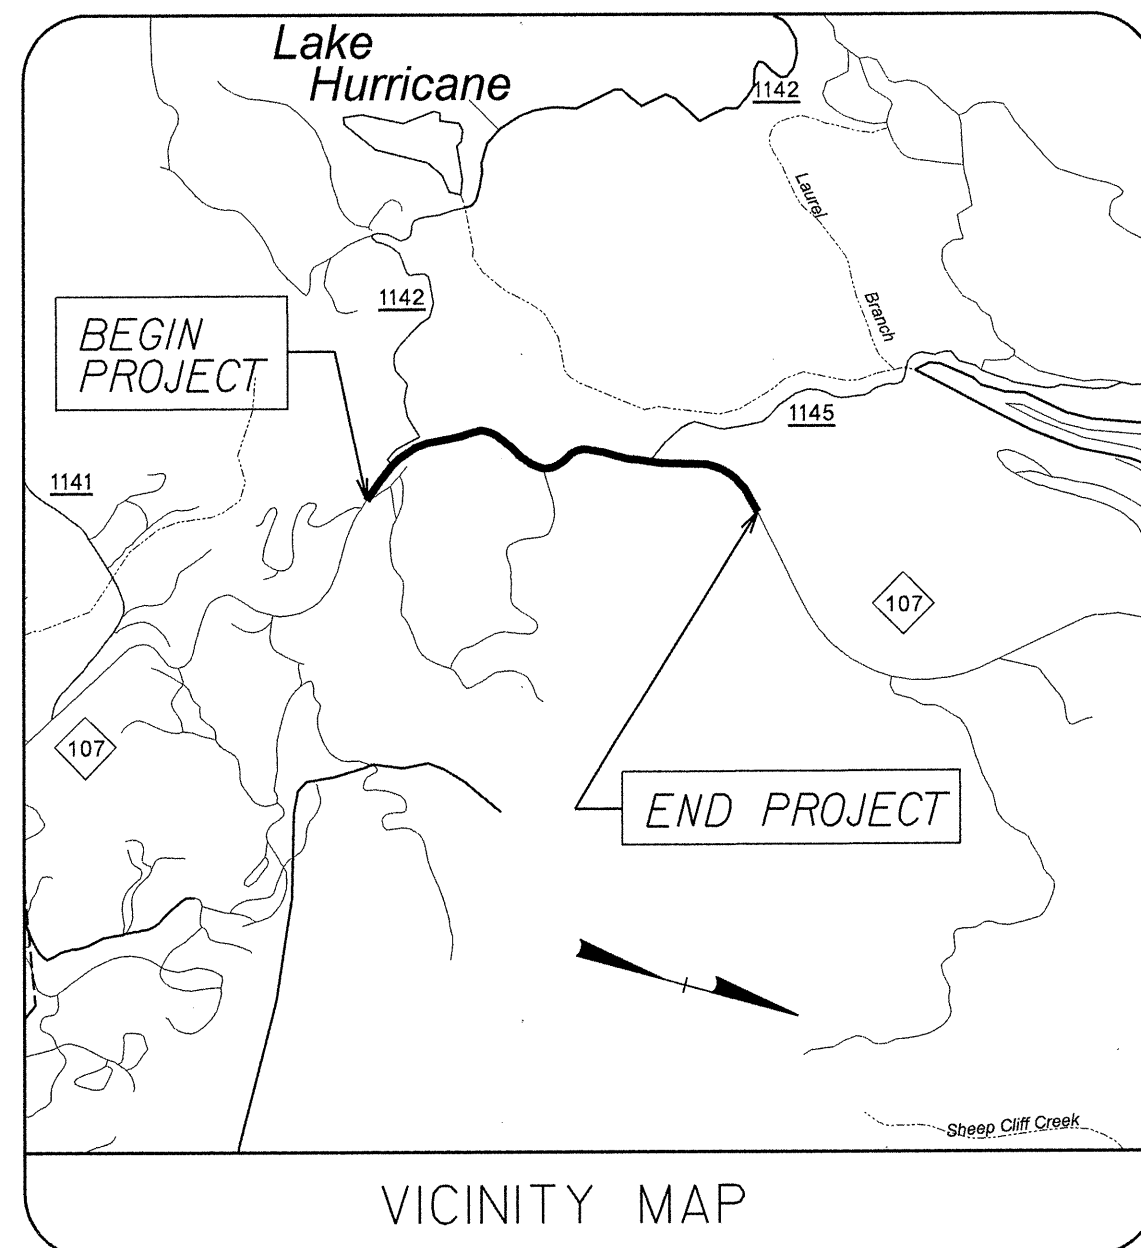 Lake
Hurricane
1142
Laurel
Branch
1142
BEGIN
PROJECT
1145
1141
107
107
END PROJECT
Sheep Cliff Creek
VICINITY MAP